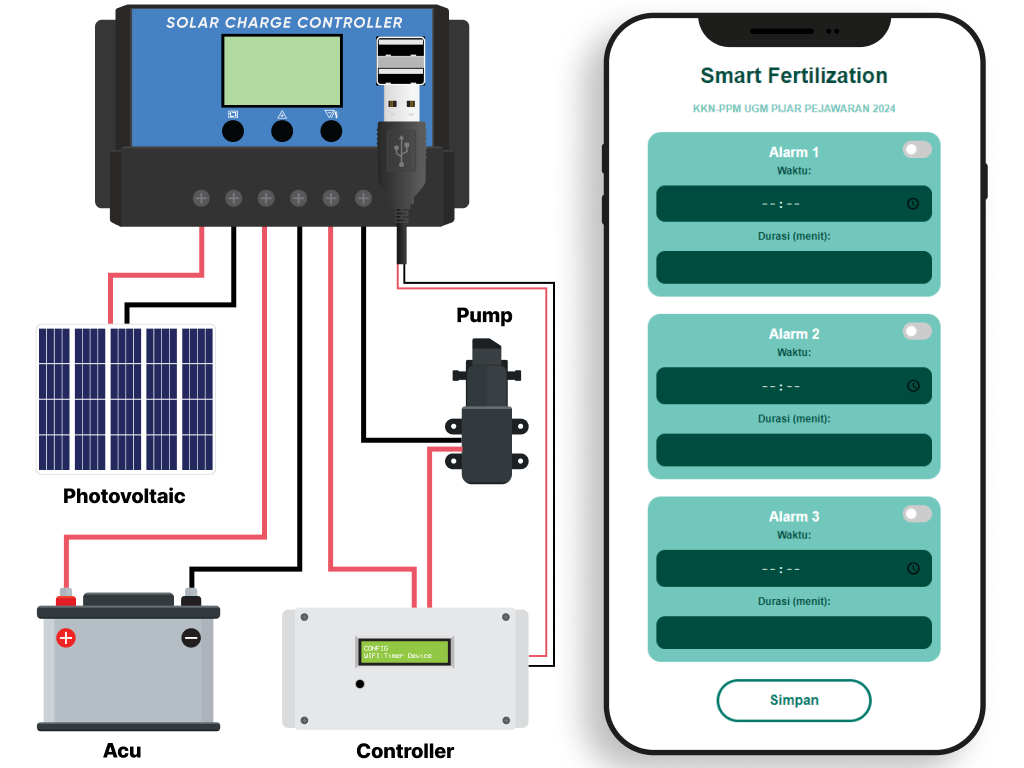 SOLAR CHARGE CONTROLLER
Pump
Photovoltaic
Acu
CONFIG
WIFI Timer Device
Controller
Smart Fertilization
KKN-PPM UGM PIJAR PEJAWARAN 2024
Alarm 1
Waktu:
--:--
Durasi (menit):
Alarm 2
Waktu:
--:--
Durasi (menit):
Alarm 3
Waktu:
--:--
Durasi (menit):
Simpan